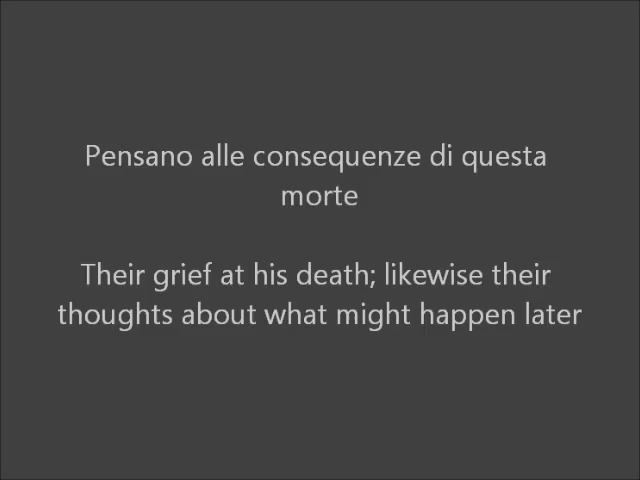 Pensano alle consequenze di questa
morte
Their grief at his death; likewise their
thoughts about what might happen later